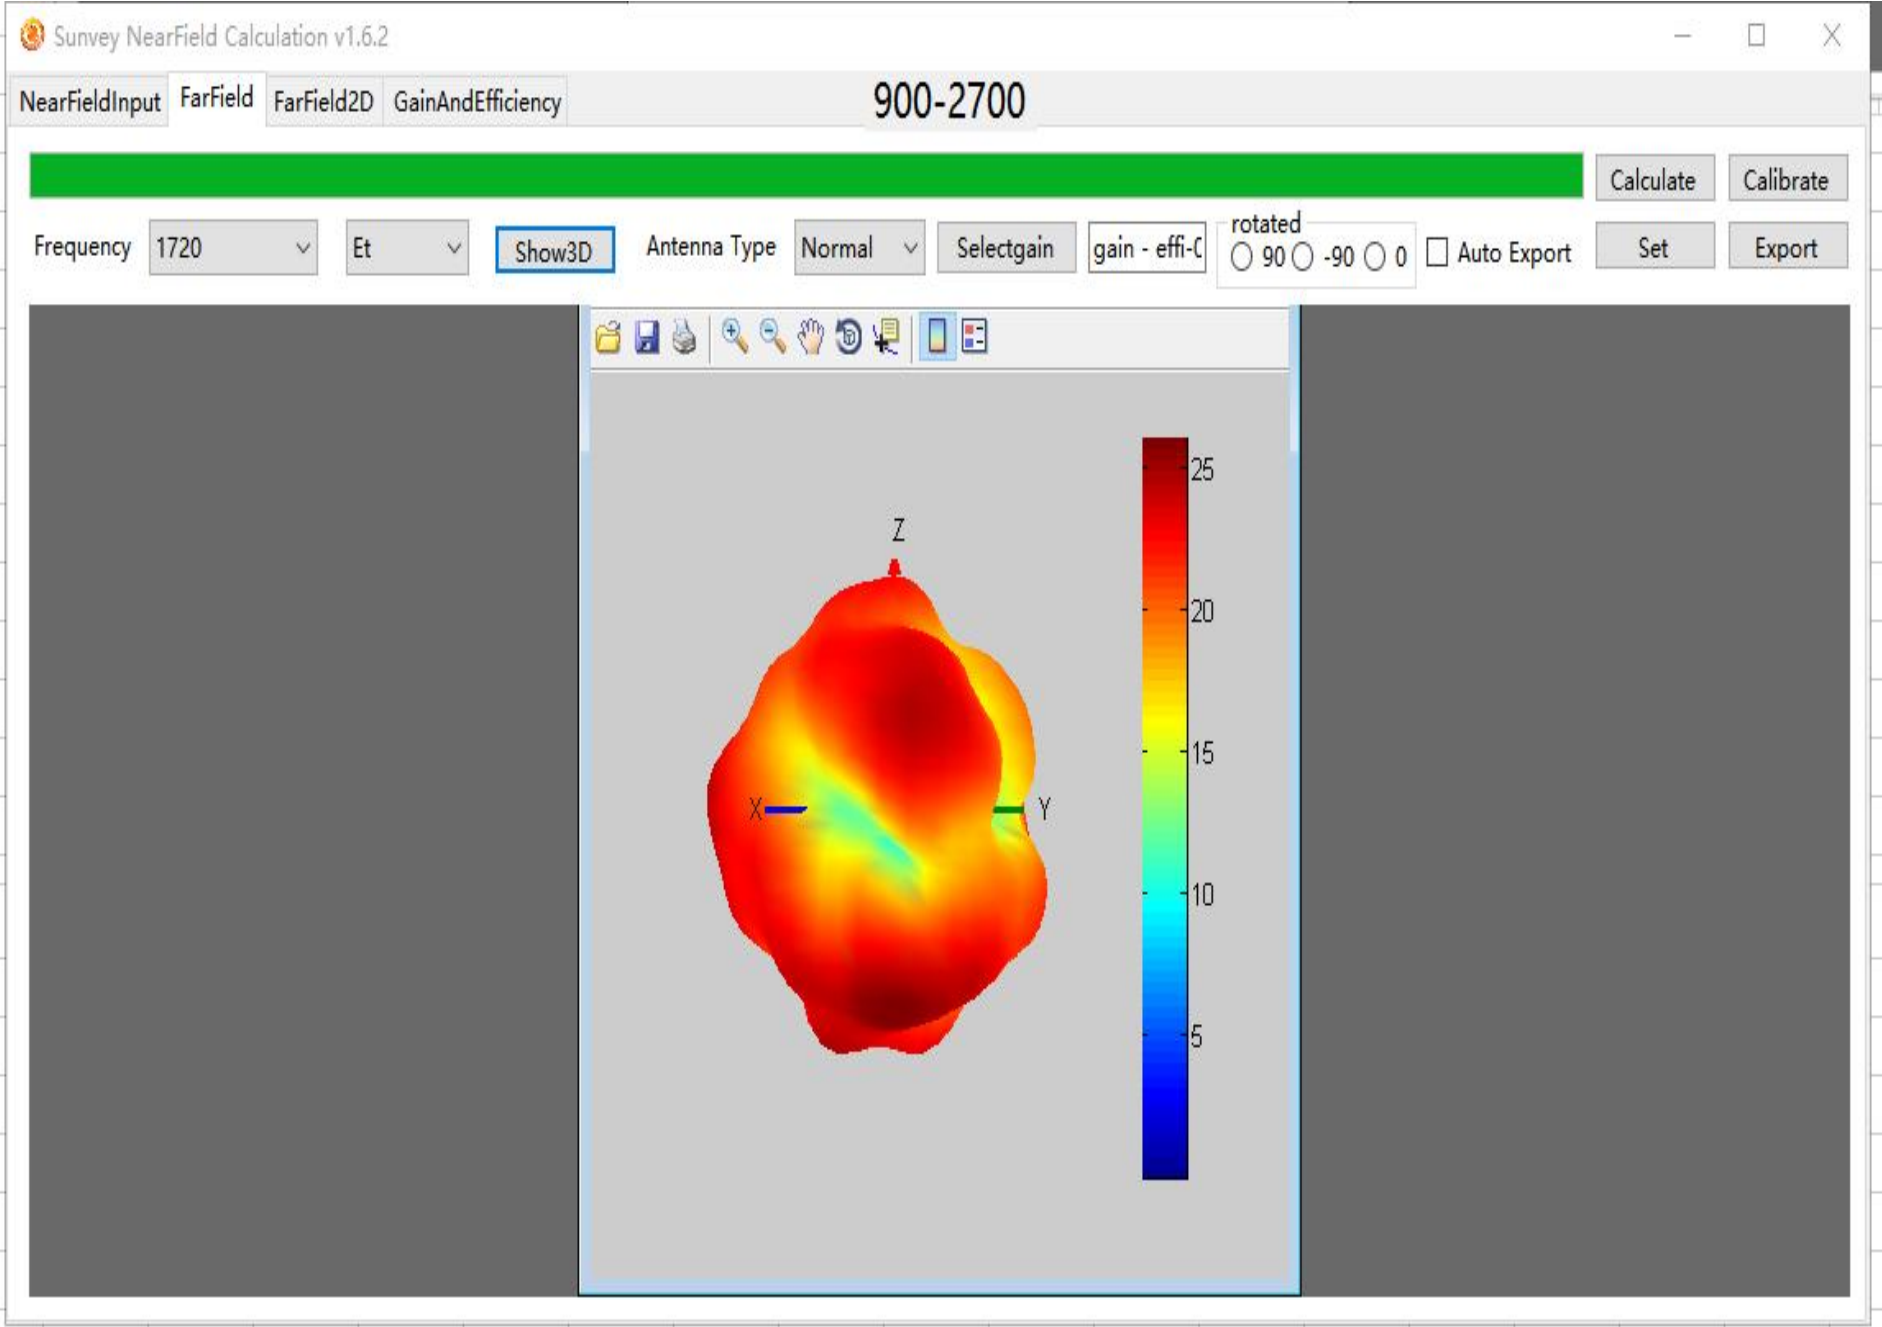 Sunvey NearField Calculation v1.6.2
NearFieldInput FarField FarField2D GainAndEfficiency 900-2700
Calculate Calibrate
Frequency 1720 Et Show3D Antenna Type Normal Selectgain gain - effi-C rotated 90 -90 0 Auto Export Set Export
25
Z
20
15
X Y
10
5